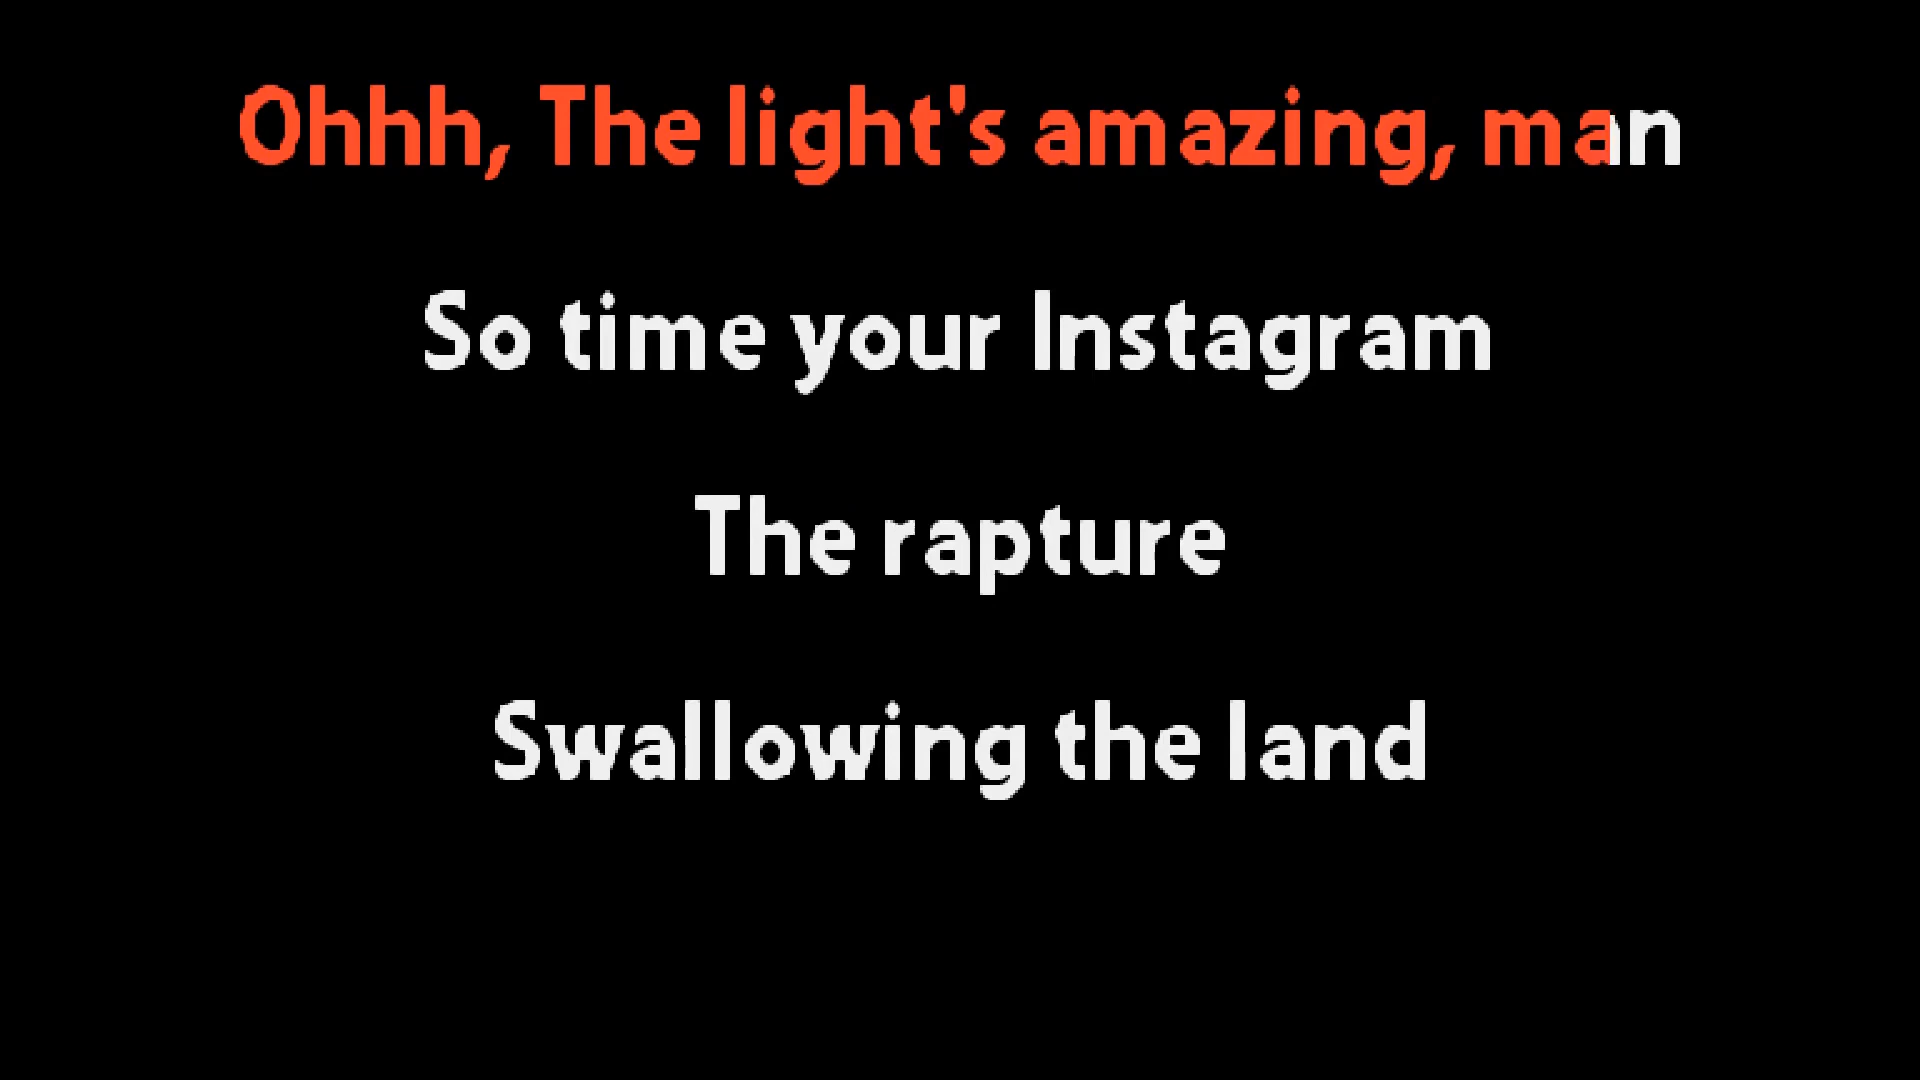 Ohhh, The light's amazing, man
So time your Instagram
The rapture
Swallowing the land